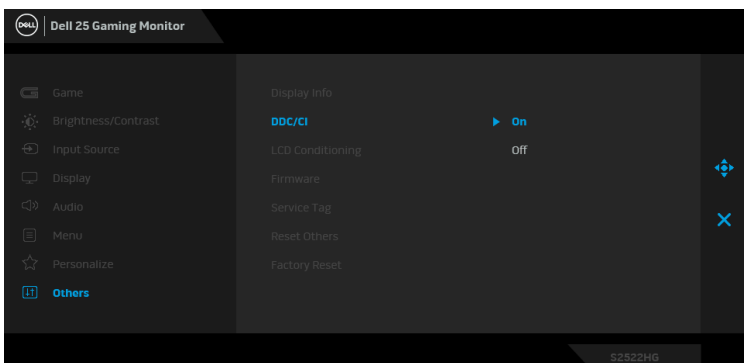 DELL Dell 25 Gaming Monitor
Game
Brightness/Contrast
Input Source
Display
Audio
Menu
Personalize
Others
Display Info
DDC/CI On
LCD Conditioning Off
Firmware
Service Tag
Reset Others
Factory Reset
S2522HG